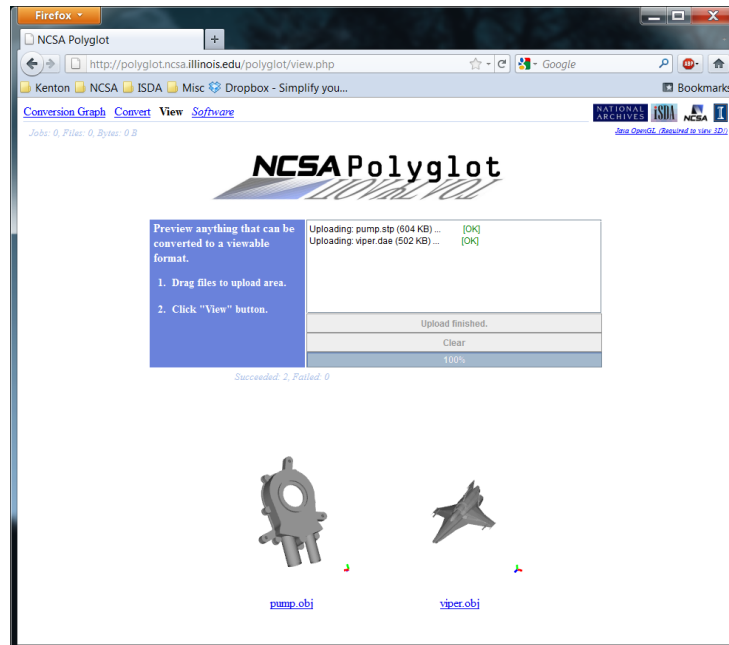 Firefox
NCSA Polyglot
http://polyglot.ncsa.illinois.edu/polyglot/view.php
Google
Kenton NCSA ISDA Misc Dropbox - Simplify you...
Bookmarks
Conversion Graph Convert View Software
NATIONAL ARCHIVES ISDA NCSA I
Jobs: 0, Files: 0, Bytes: 0 B
Java OpenGL (Required to view 3D!)
NCSA Polyglot
Preview anything that can be
converted to a viewable
format.
1. Drag files to upload area.
2. Click "View" button.
Uploading: pump.stp (604 KB) ... [OK]
Uploading: viper.dae (502 KB) ... [OK]
Upload finished.
Clear
100%
Succeeded: 2, Failed: 0
pump.obj
viper.obj